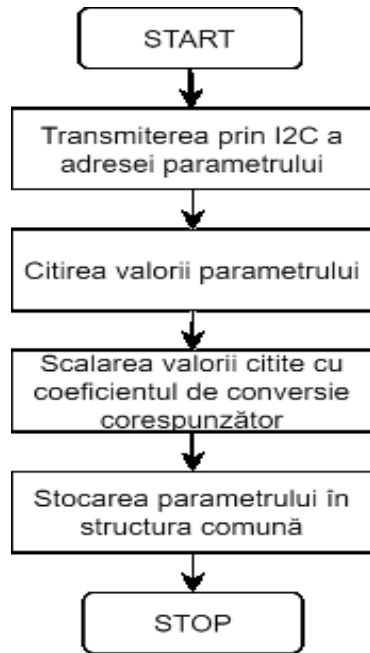 START
Transmiterea prin I2C a
adresei parametrului
Citirea valorii parametrului
Scalarea valorii citite cu
coeficientul de conversie
corespunzător
Stocarea parametrului în
structura comună
STOP